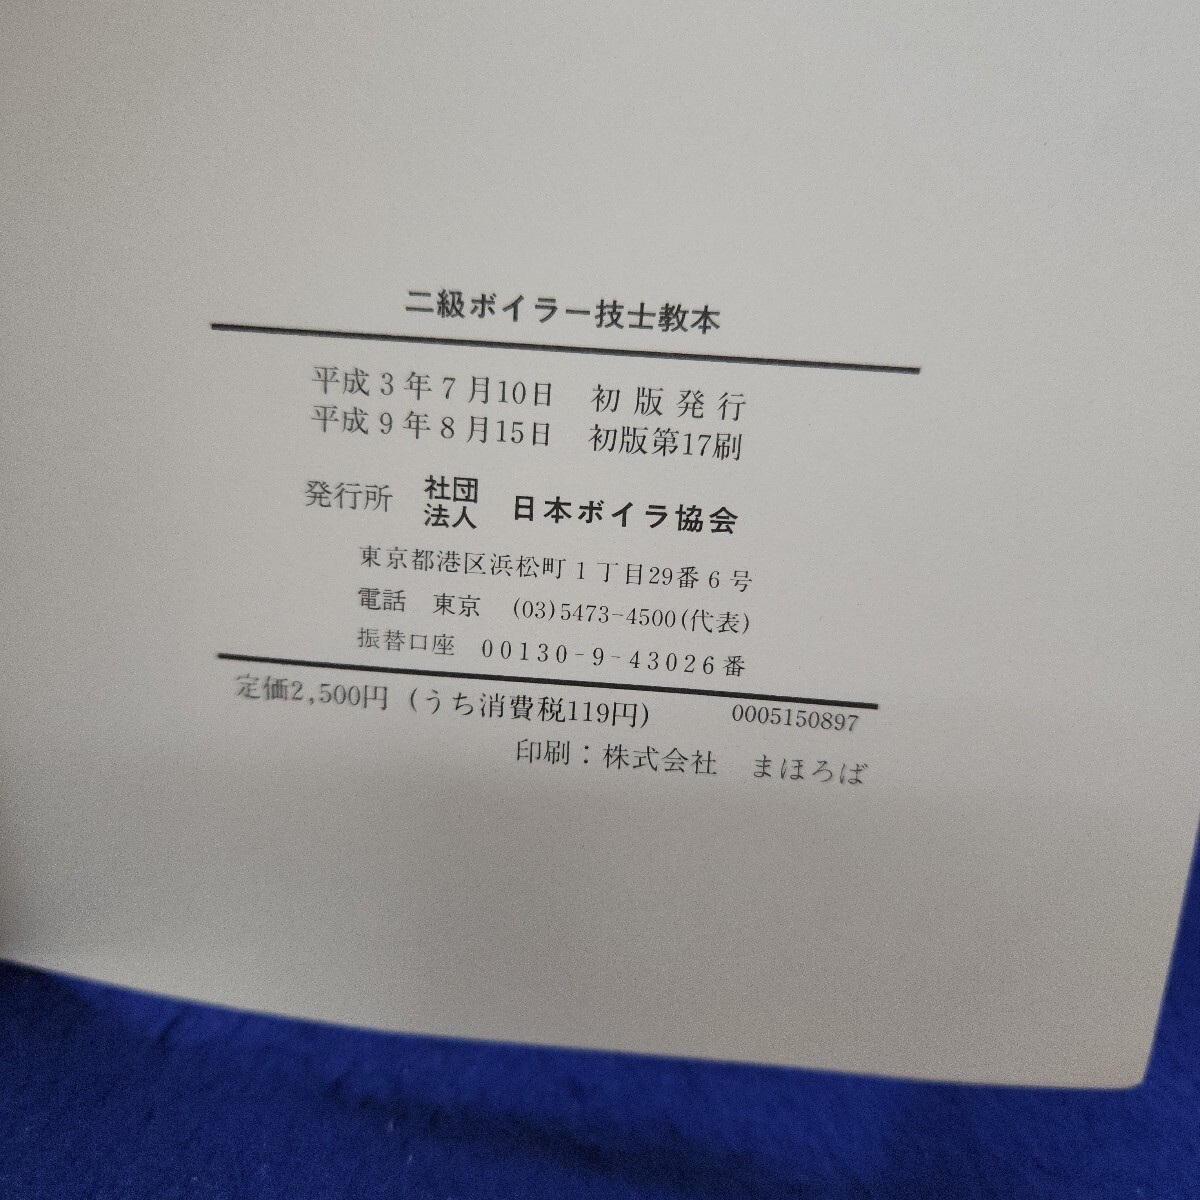 二級ボイラー技士教本
平成3年7月10日 初版発行
平成9年8月15日 初版第17刷
発行所 社団法人 日本ボイラ協会
東京都港区浜松町1丁目29番6号
電話 東京 (03)5473-4500(代表)
振替口座 00130-9-43026番
定価2,500円 (うち消費税119円) 0005150897
印刷：株式会社 まほろば